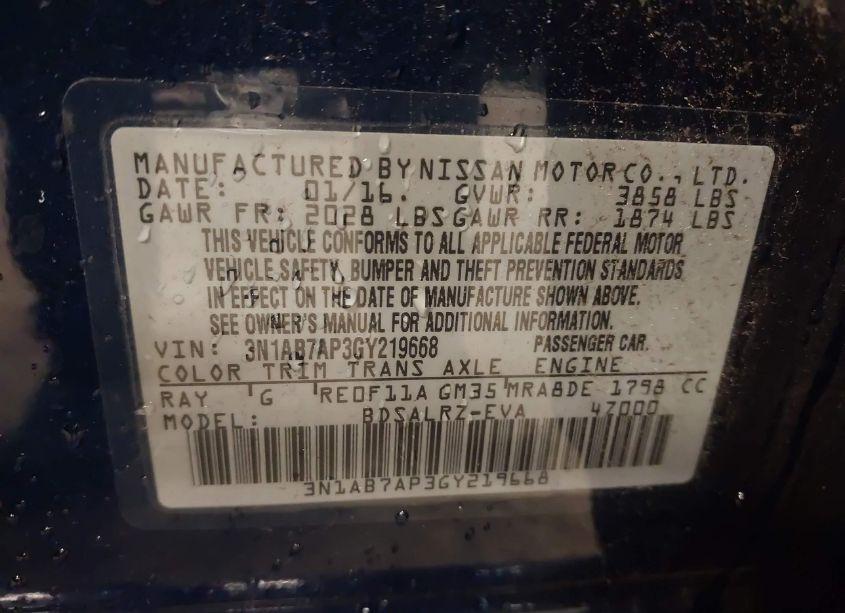 MANUFACTURED BY NISSAN MOTOR CO., LTD.
DATE: 01/16. GVWR: 3858 LBS
GAWR FR: 2028 LBS GAWR RR: 1874 LBS
THIS VEHICLE CONFORMS TO ALL APPLICABLE FEDERAL MOTOR
VEHICLE SAFETY, BUMPER AND THEFT PREVENTION STANDARDS
IN EFFECT ON THE DATE OF MANUFACTURE SHOWN ABOVE.
SEE OWNER'S MANUAL FOR ADDITIONAL INFORMATION.
VIN: 3N1AB7AP3GY219668 PASSENGER CAR.
COLOR TRIM TRANS AXLE ENGINE
RAY G RE0F11A GM35 MRA8DE 1798 CC
MODEL: BDSALRZ-EVA 47000
3N1AB7AP3GY219668